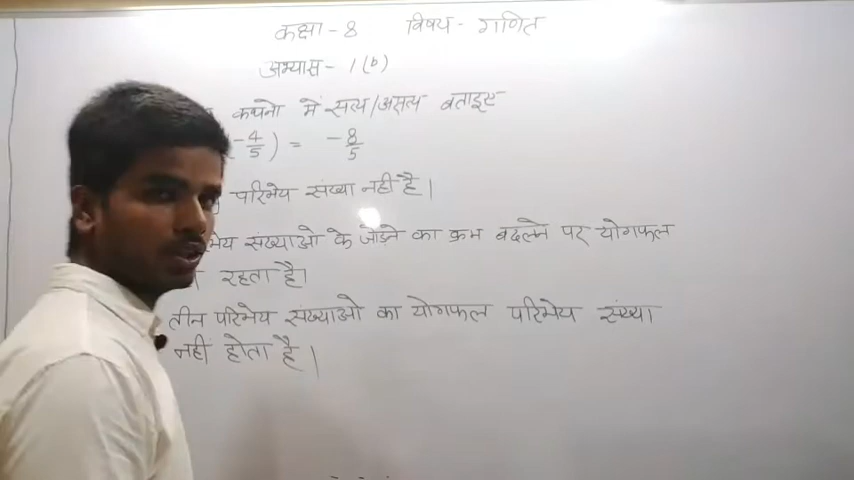 कक्षा - 8 विषय - गणित
अभ्यास - 1 (b)
कथनो में सत्य/असत्य बताइए
-4/5) = -8/5
परिमेय संख्या नही है।
संख्याओ के जोड़ने का क्रम बदलने पर योगफल
रहता है।
तीन परिमेय संख्याओ का योगफल परिमेय संख्या
नही होता है।